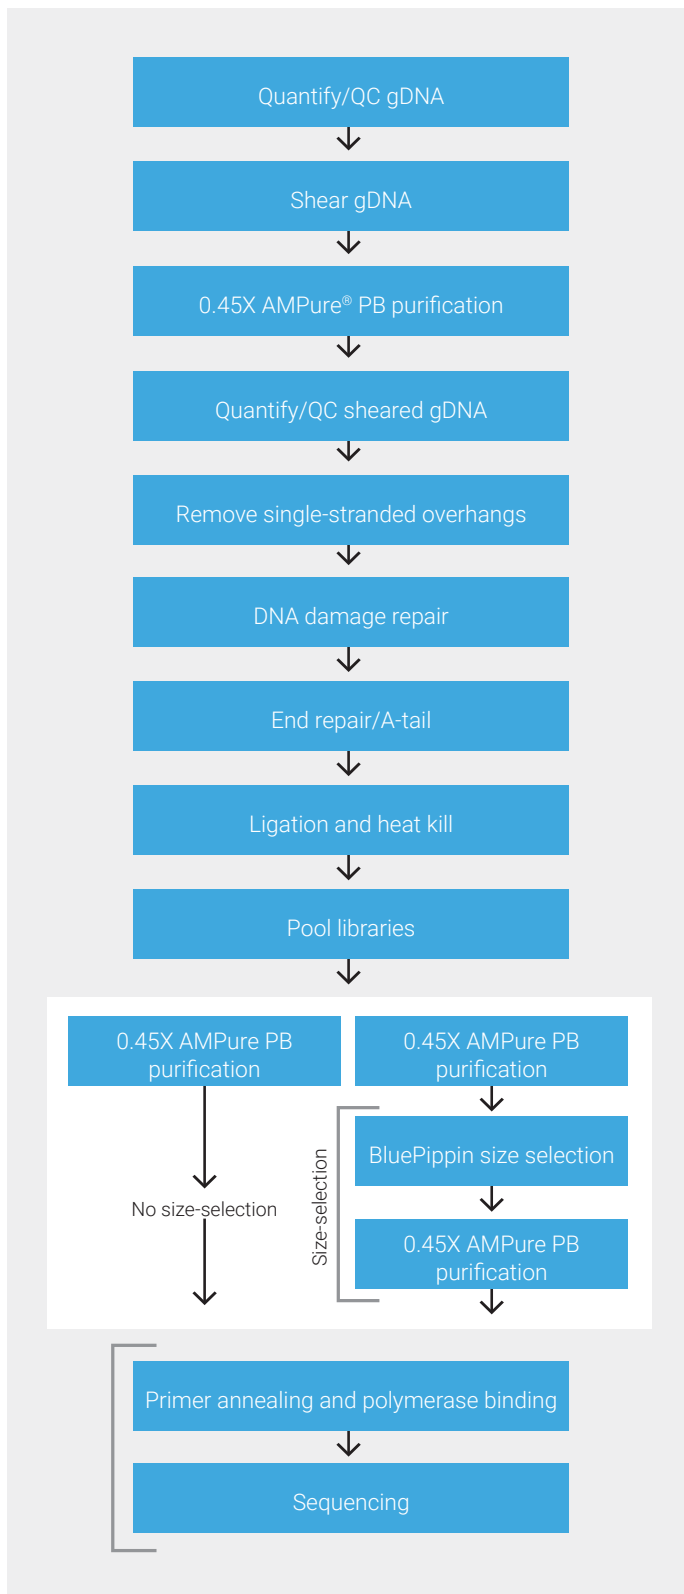 Quantify/QC gDNA
Shear gDNA
0.45X AMPure® PB purification
Quantify/QC sheared gDNA
Remove single-stranded overhangs
DNA damage repair
End repair/A-tail
Ligation and heat kill
Pool libraries
0.45X AMPure PB
purification
No size-selection
0.45X AMPure PB
purification
Size-selection
BluePippin size selection
0.45X AMPure PB
purification
Primer annealing and polymerase binding
Sequencing